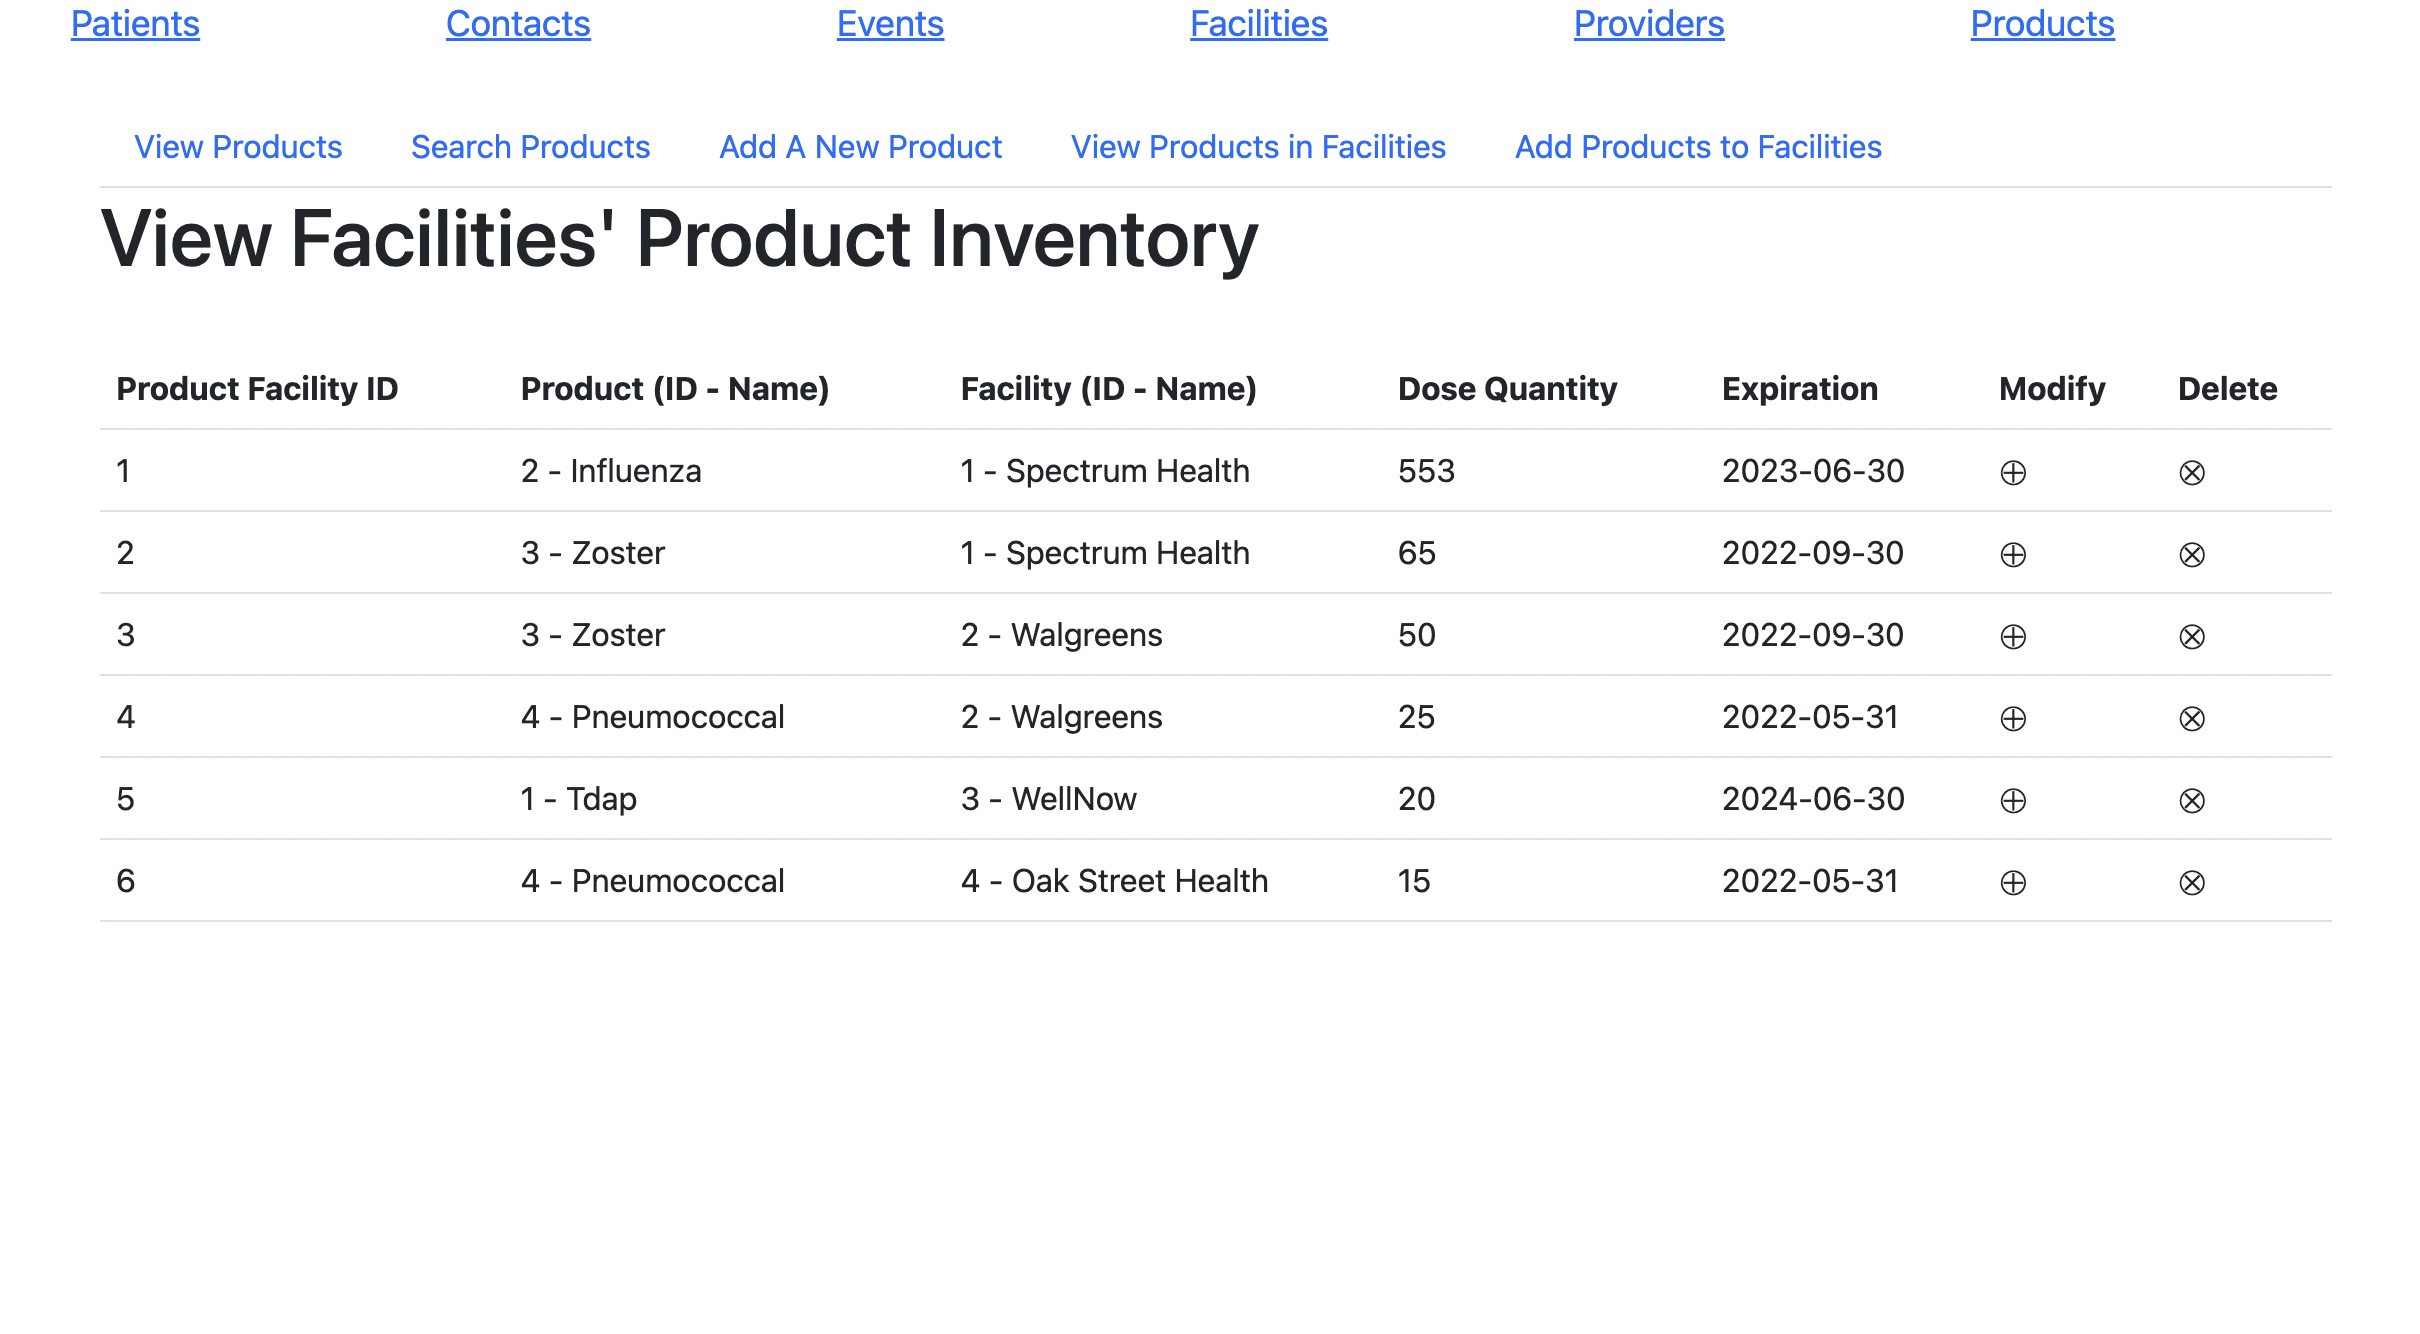 Patients Contacts Events Facilities Providers Products
View Products Search Products Add A New Product View Products in Facilities Add Products to Facilities
View Facilities' Product Inventory
Product Facility ID Product (ID - Name) Facility (ID - Name) Dose Quantity Expiration Modify Delete
1 2 - Influenza 1 - Spectrum Health 553 2023-06-30 ⊕ ⊗
2 3 - Zoster 1 - Spectrum Health 65 2022-09-30 ⊕ ⊗
3 3 - Zoster 2 - Walgreens 50 2022-09-30 ⊕ ⊗
4 4 - Pneumococcal 2 - Walgreens 25 2022-05-31 ⊕ ⊗
5 1 - Tdap 3 - WellNow 20 2024-06-30 ⊕ ⊗
6 4 - Pneumococcal 4 - Oak Street Health 15 2022-05-31 ⊕ ⊗